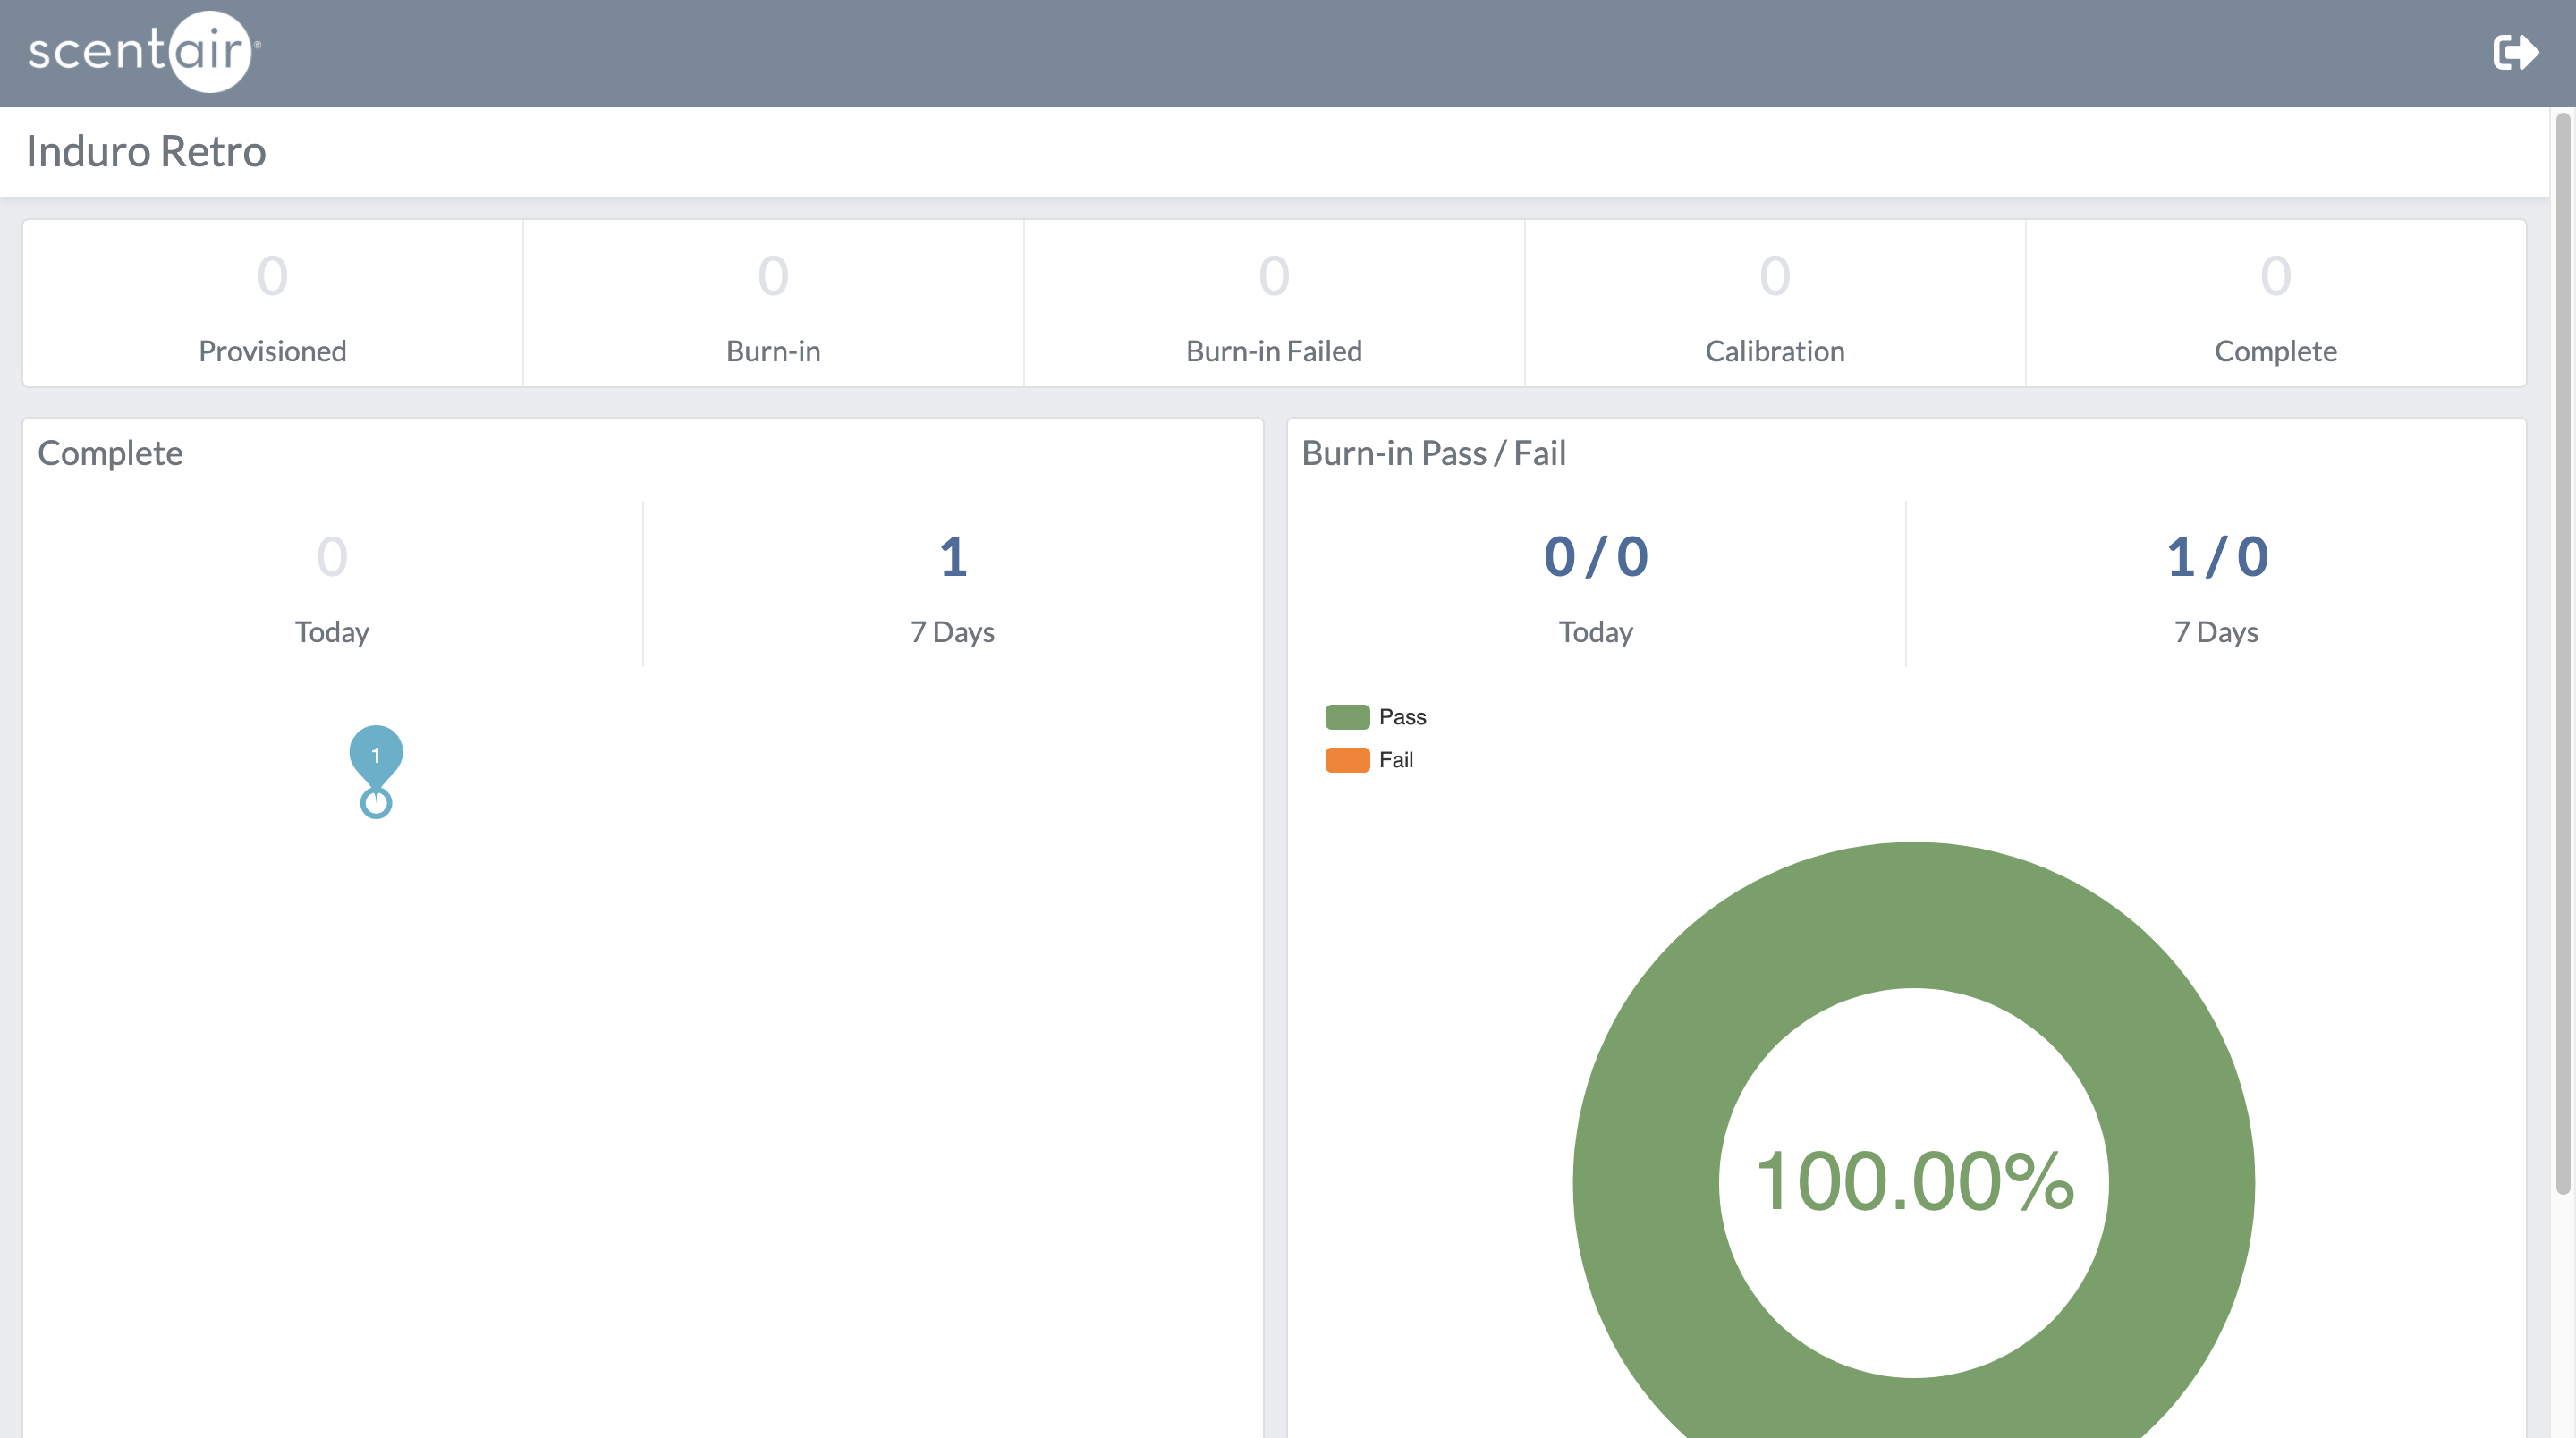 scentair®
Induro Retro
0 0 0 0 0
Provisioned Burn-in Burn-in Failed Calibration Complete
Complete
0 1
Today 7 Days
1
Burn-in Pass / Fail
0 / 0 1 / 0
Today 7 Days
Pass
Fail
100.00%